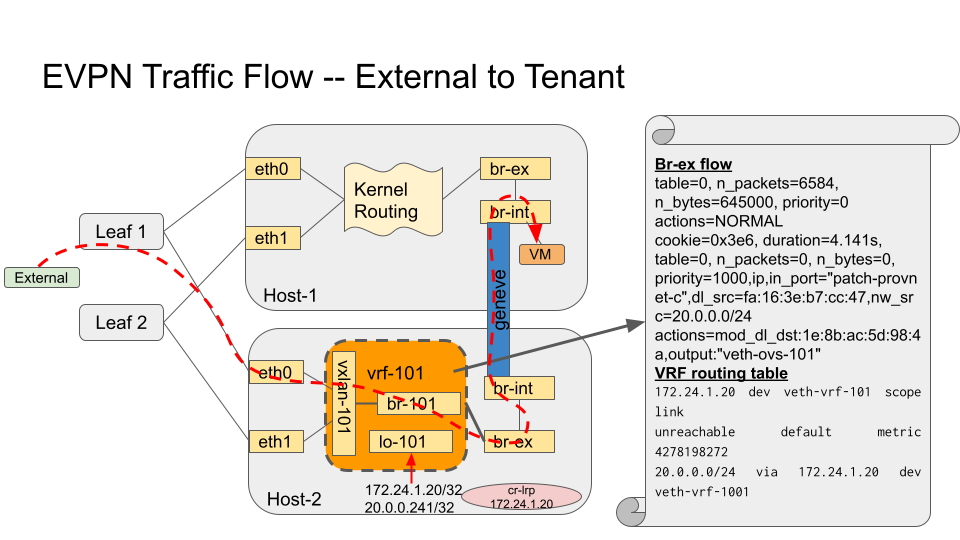 EVPN Traffic Flow -- External to Tenant
eth0
eth1
Kernel
Routing
br-ex
br-int
VM
Host-1
Leaf 1
External
Leaf 2
geneve
eth0
eth1
vxlan-101
vrf-101
br-101
lo-101
br-int
br-ex
172.24.1.20/32
20.0.0.241/32
cr-lrp
172.24.1.20
Host-2
Br-ex flow
table=0, n_packets=6584,
n_bytes=645000, priority=0
actions=NORMAL
cookie=0x3e6, duration=4.141s,
table=0, n_packets=0, n_bytes=0,
priority=1000,ip,in_port="patch-provn
et-c",dl_src=fa:16:3e:b7:cc:47,nw_sr
c=20.0.0.0/24
actions=mod_dl_dst:1e:8b:ac:5d:98:4
a,output:"veth-ovs-101"
VRF routing table
172.24.1.20 dev veth-vrf-101 scope
link
unreachable default metric
4278198272
20.0.0.0/24 via 172.24.1.20 dev
veth-vrf-1001